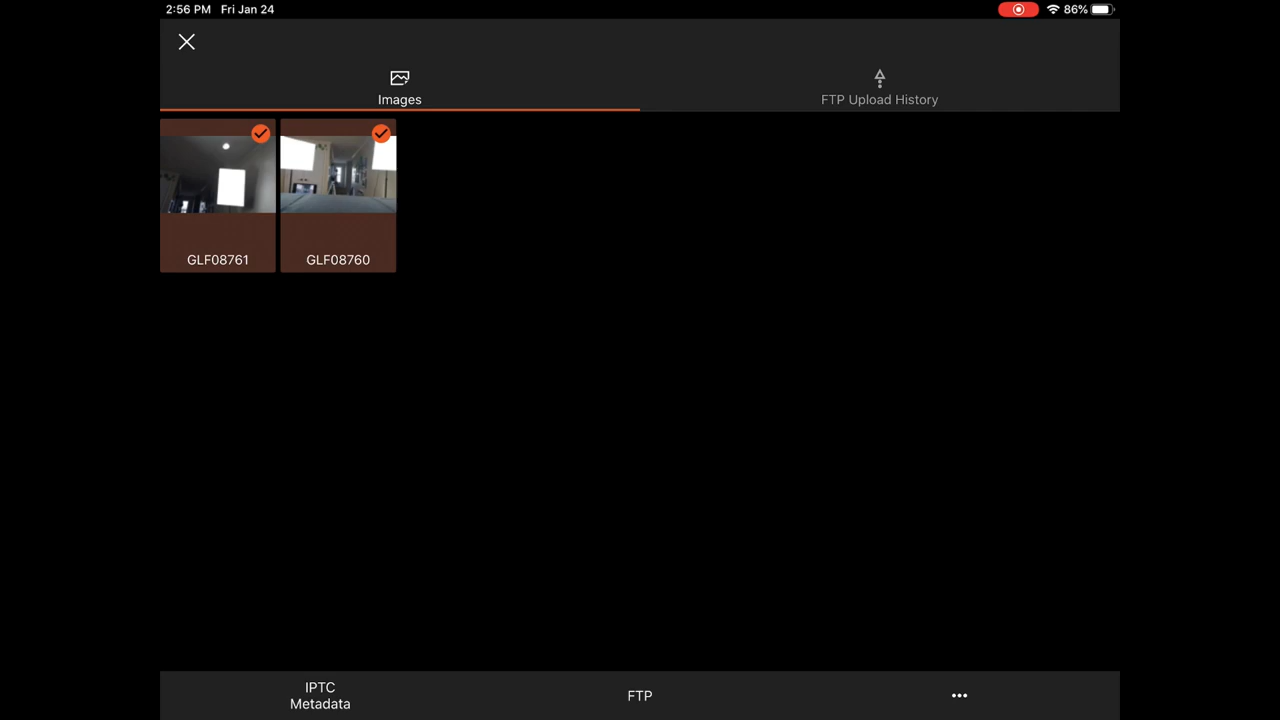 2:56 PM Fri Jan 24
86%
Images
FTP Upload History
GLF08761
GLF08760
IPTC
Metadata
FTP